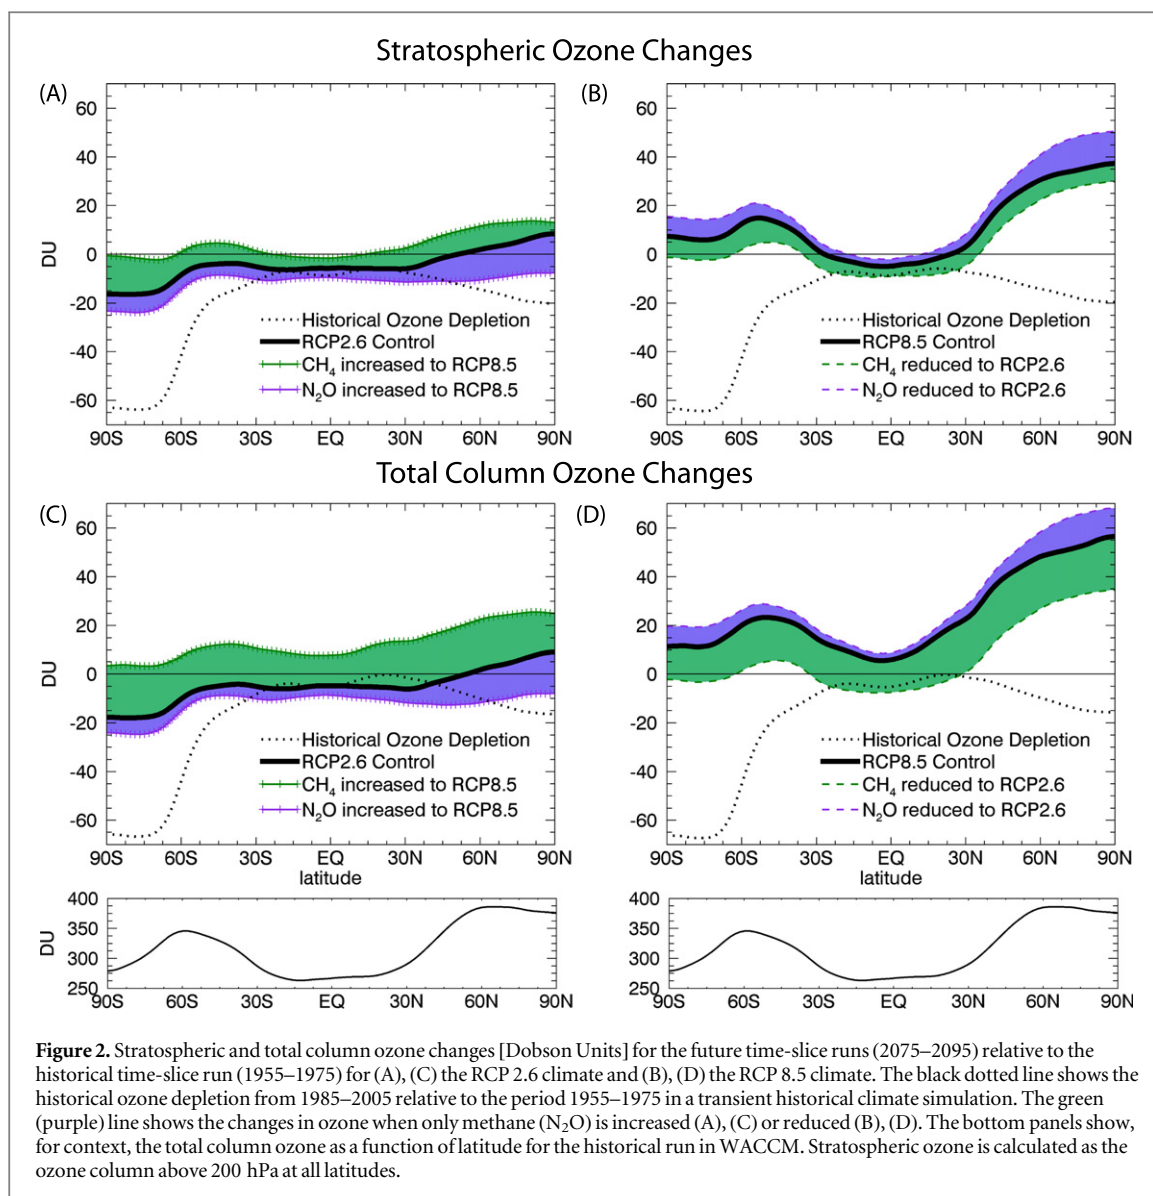 Stratospheric Ozone Changes
(A)
60
40
20
0
-20
-40
-60
DU
Historical Ozone Depletion
RCP2.6 Control
CH4 increased to RCP8.5
N2O increased to RCP8.5
90S 60S 30S EQ 30N 60N 90N
(B)
60
40
20
0
-20
-40
-60
Historical Ozone Depletion
RCP8.5 Control
CH4 reduced to RCP2.6
N2O reduced to RCP2.6
90S 60S 30S EQ 30N 60N 90N
Total Column Ozone Changes
(C)
60
40
20
0
-20
-40
-60
DU
Historical Ozone Depletion
RCP2.6 Control
CH4 increased to RCP8.5
N2O increased to RCP8.5
90S 60S 30S EQ 30N 60N 90N
latitude
(D)
60
40
20
0
-20
-40
-60
Historical Ozone Depletion
RCP8.5 Control
CH4 reduced to RCP2.6
N2O reduced to RCP2.6
90S 60S 30S EQ 30N 60N 90N
latitude
400
350
300
250
DU
90S 60S 30S EQ 30N 60N 90N
400
350
300
250
90S 60S 30S EQ 30N 60N 90N
Figure 2. Stratospheric and total column ozone changes [Dobson Units] for the future time-slice runs (2075–2095) relative to the
historical time-slice run (1955–1975) for (A), (C) the RCP 2.6 climate and (B), (D) the RCP 8.5 climate. The black dotted line shows the
historical ozone depletion from 1985–2005 relative to the period 1955–1975 in a transient historical climate simulation. The green
(purple) line shows the changes in ozone when only methane (N2O) is increased (A), (C) or reduced (B), (D). The bottom panels show,
for context, the total column ozone as a function of latitude for the historical run in WACCM. Stratospheric ozone is calculated as the
ozone column above 200 hPa at all latitudes.